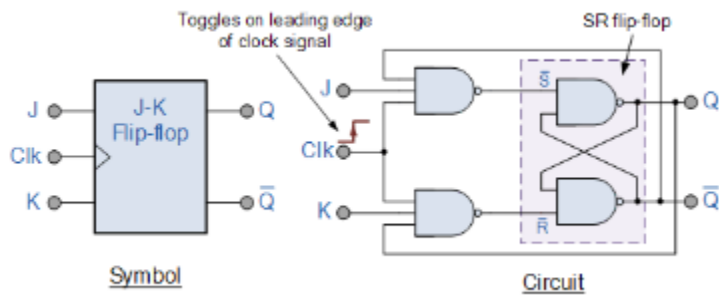 Toggles on leading edge
of clock signal
SR flip-flop
J
J-K
Flip-flop
Q
Clk
K
Q̅
Symbol
J
S̅
Q
Clk
K
R̅
Q̅
Circuit